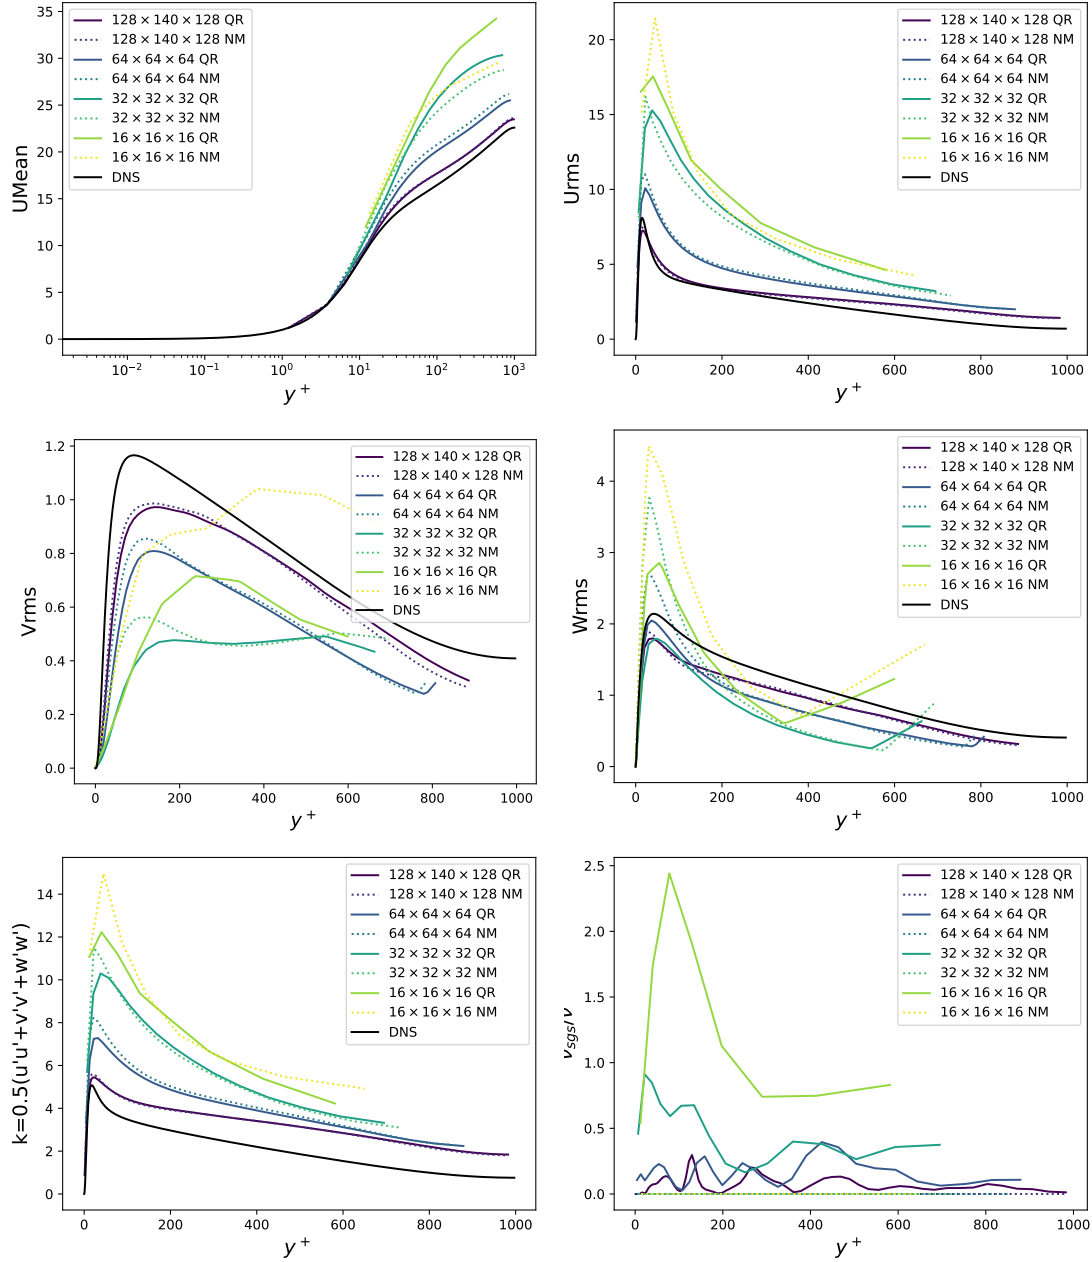 35
30
25
20
15
10
5
0
UMean
10⁻² 10⁻¹ 10⁰ 10¹ 10² 10³
y⁺
128 × 140 × 128 QR
128 × 140 × 128 NM
64 × 64 × 64 QR
64 × 64 × 64 NM
32 × 32 × 32 QR
32 × 32 × 32 NM
16 × 16 × 16 QR
16 × 16 × 16 NM
DNS
20
15
10
5
0
Urms
0 200 400 600 800 1000
y⁺
128 × 140 × 128 QR
128 × 140 × 128 NM
64 × 64 × 64 QR
64 × 64 × 64 NM
32 × 32 × 32 QR
32 × 32 × 32 NM
16 × 16 × 16 QR
16 × 16 × 16 NM
DNS
1.2
1.0
0.8
0.6
0.4
0.2
0.0
Vrms
0 200 400 600 800 1000
y⁺
128 × 140 × 128 QR
128 × 140 × 128 NM
64 × 64 × 64 QR
64 × 64 × 64 NM
32 × 32 × 32 QR
32 × 32 × 32 NM
16 × 16 × 16 QR
16 × 16 × 16 NM
DNS
4
3
2
1
0
Wrms
0 200 400 600 800 1000
y⁺
128 × 140 × 128 QR
128 × 140 × 128 NM
64 × 64 × 64 QR
64 × 64 × 64 NM
32 × 32 × 32 QR
32 × 32 × 32 NM
16 × 16 × 16 QR
16 × 16 × 16 NM
DNS
14
12
10
8
6
4
2
0
k=0.5(u'u'+v'v'+w'w')
0 200 400 600 800 1000
y⁺
128 × 140 × 128 QR
128 × 140 × 128 NM
64 × 64 × 64 QR
64 × 64 × 64 NM
32 × 32 × 32 QR
32 × 32 × 32 NM
16 × 16 × 16 QR
16 × 16 × 16 NM
DNS
2.5
2.0
1.5
1.0
0.5
0.0
ν_sgs/ν
0 200 400 600 800 1000
y⁺
128 × 140 × 128 QR
128 × 140 × 128 NM
64 × 64 × 64 QR
64 × 64 × 64 NM
32 × 32 × 32 QR
32 × 32 × 32 NM
16 × 16 × 16 QR
16 × 16 × 16 NM